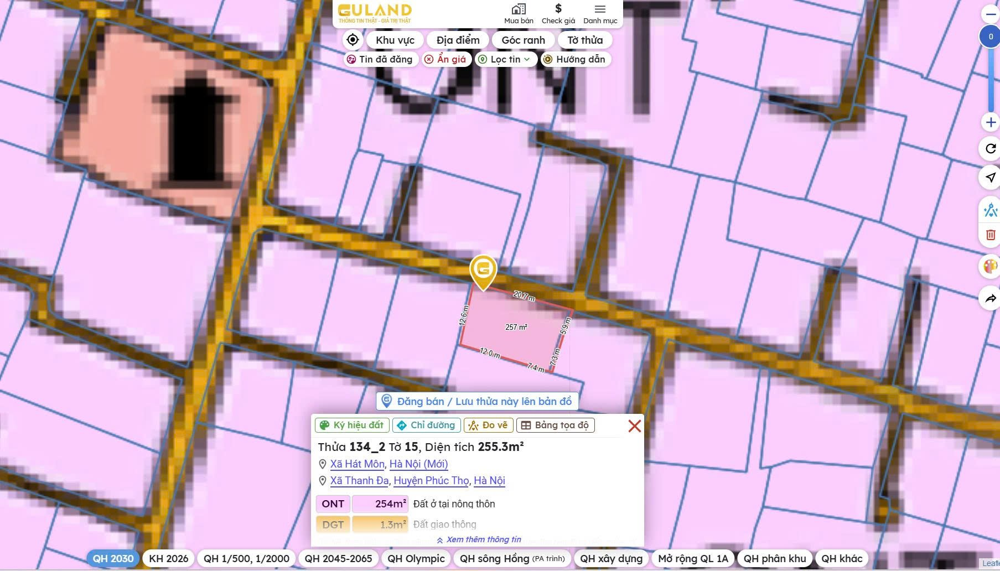 GULAND
THÔNG TIN THẬT - GIÁ TRỊ THẬT
Mua bán
$
Check giá
Danh mục
Khu vực
Địa điểm
Góc ranh
Tờ thửa
Tin đã đăng
Ẩn giá
Lọc tin
Hướng dẫn
ONT
0
20.7 m
12.6 m
257 m²
5.9 m
12.0 m
7.3 m
7.4 m
Đăng bán / Lưu thửa này lên bản đồ
Ký hiệu đất
Chỉ đường
Đo vẽ
Bảng tọa độ
Thửa 134_2 Tờ 15, Diện tích 255.3m²
Xã Hát Môn, Hà Nội (Mới)
Xã Thanh Đa, Huyện Phúc Thọ, Hà Nội
ONT 254m² Đất ở tại nông thôn
DGT 1.3m² Đất giao thông
Xem thêm thông tin
QH 2030
KH 2026
QH 1/500, 1/2000
QH 2045-2065
QH Olympic
QH sông Hồng (PA trình)
QH xây dựng
Mở rộng QL 1A
QH phân khu
QH khác